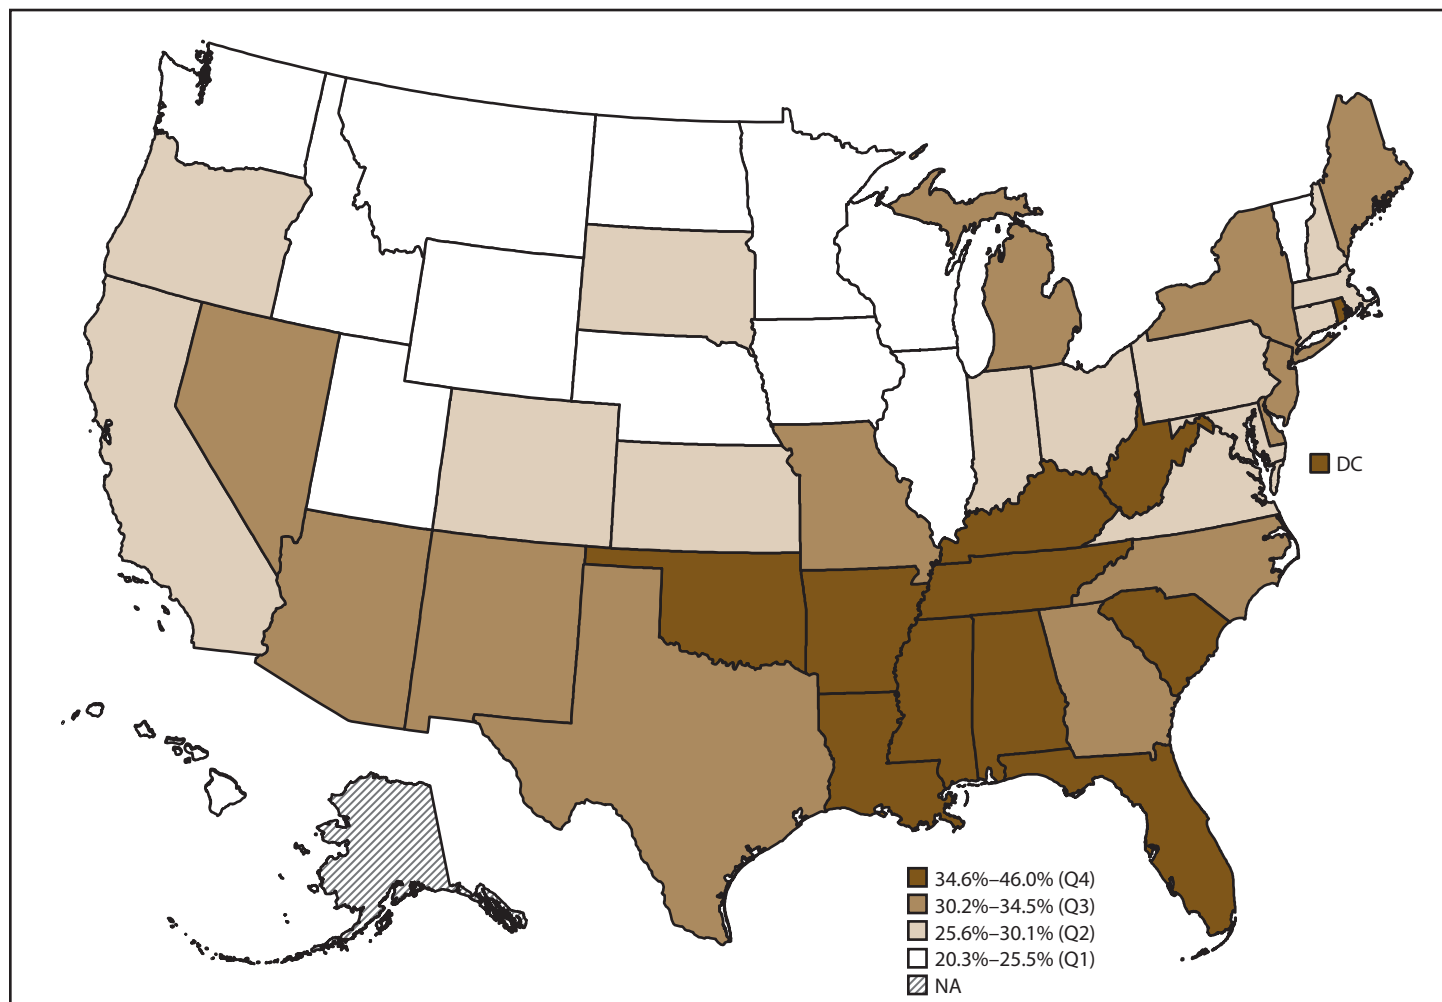 DC
34.6%–46.0% (Q4)
30.2%–34.5% (Q3)
25.6%–30.1% (Q2)
20.3%–25.5% (Q1)
NA